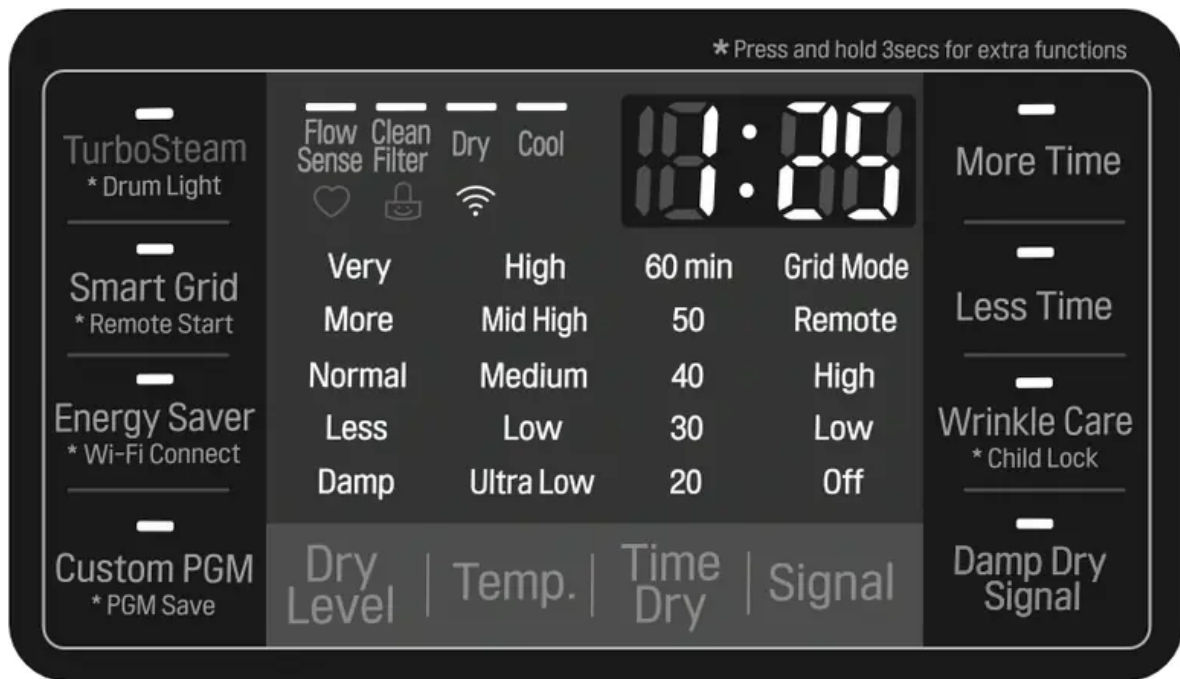 * Press and hold 3secs for extra functions
TurboSteam
* Drum Light
Smart Grid
* Remote Start
Energy Saver
* Wi-Fi Connect
Custom PGM
* PGM Save
Flow Sense
Clean Filter
Dry
Cool
1:25
Very High 60 min Grid Mode
More Mid High 50 Remote
Normal Medium 40 High
Less Low 30 Low
Damp Ultra Low 20 Off
Dry Level
Temp.
Time Dry
Signal
More Time
Less Time
Wrinkle Care
* Child Lock
Damp Dry
Signal